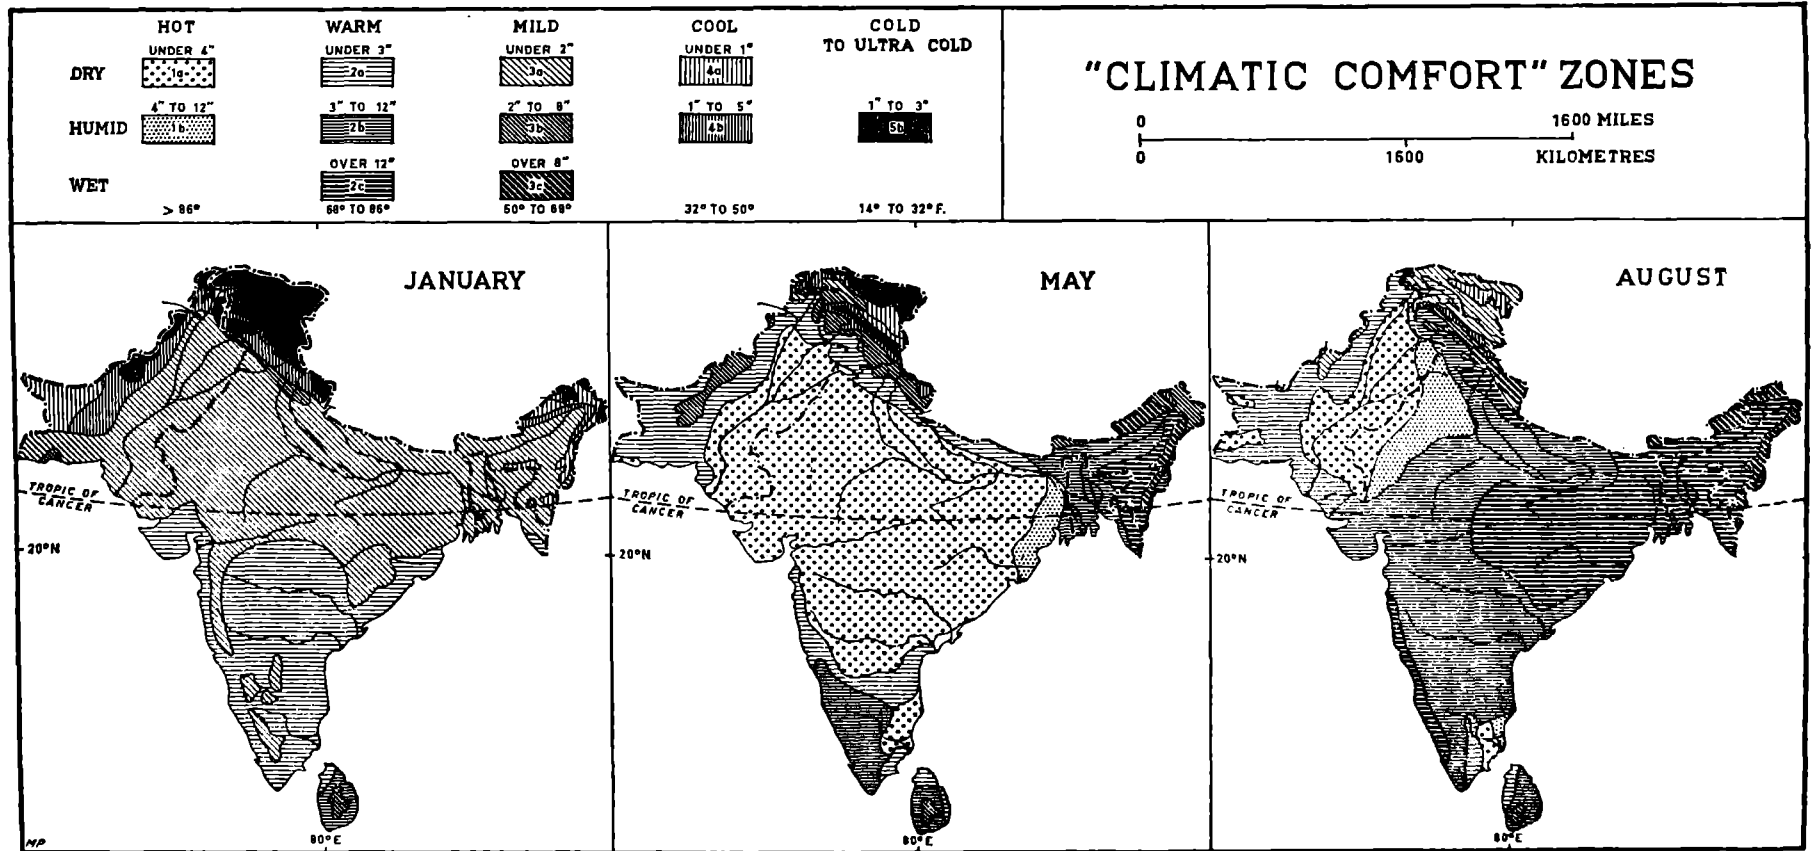 HOT WARM MILD COOL COLD
TO ULTRA COLD
UNDER 4" UNDER 3" UNDER 2" UNDER 1"
DRY 1a 2a 3a 4a
4" TO 12" 3" TO 12" 2" TO 8" 1" TO 5" 1" TO 3"
HUMID 1b 2b 3b 4b 5b
OVER 12" OVER 8"
WET 2c 3c
> 86° 68° TO 86° 50° TO 68° 32° TO 50° 14° TO 32° F.
"CLIMATIC COMFORT" ZONES
0 1600 MILES
0 1600 KILOMETRES
JANUARY
TROPIC OF
CANCER
20°N
80°E
MP
MAY
TROPIC OF
CANCER
20°N
80°E
AUGUST
TROPIC OF
CANCER
20°N
80°E